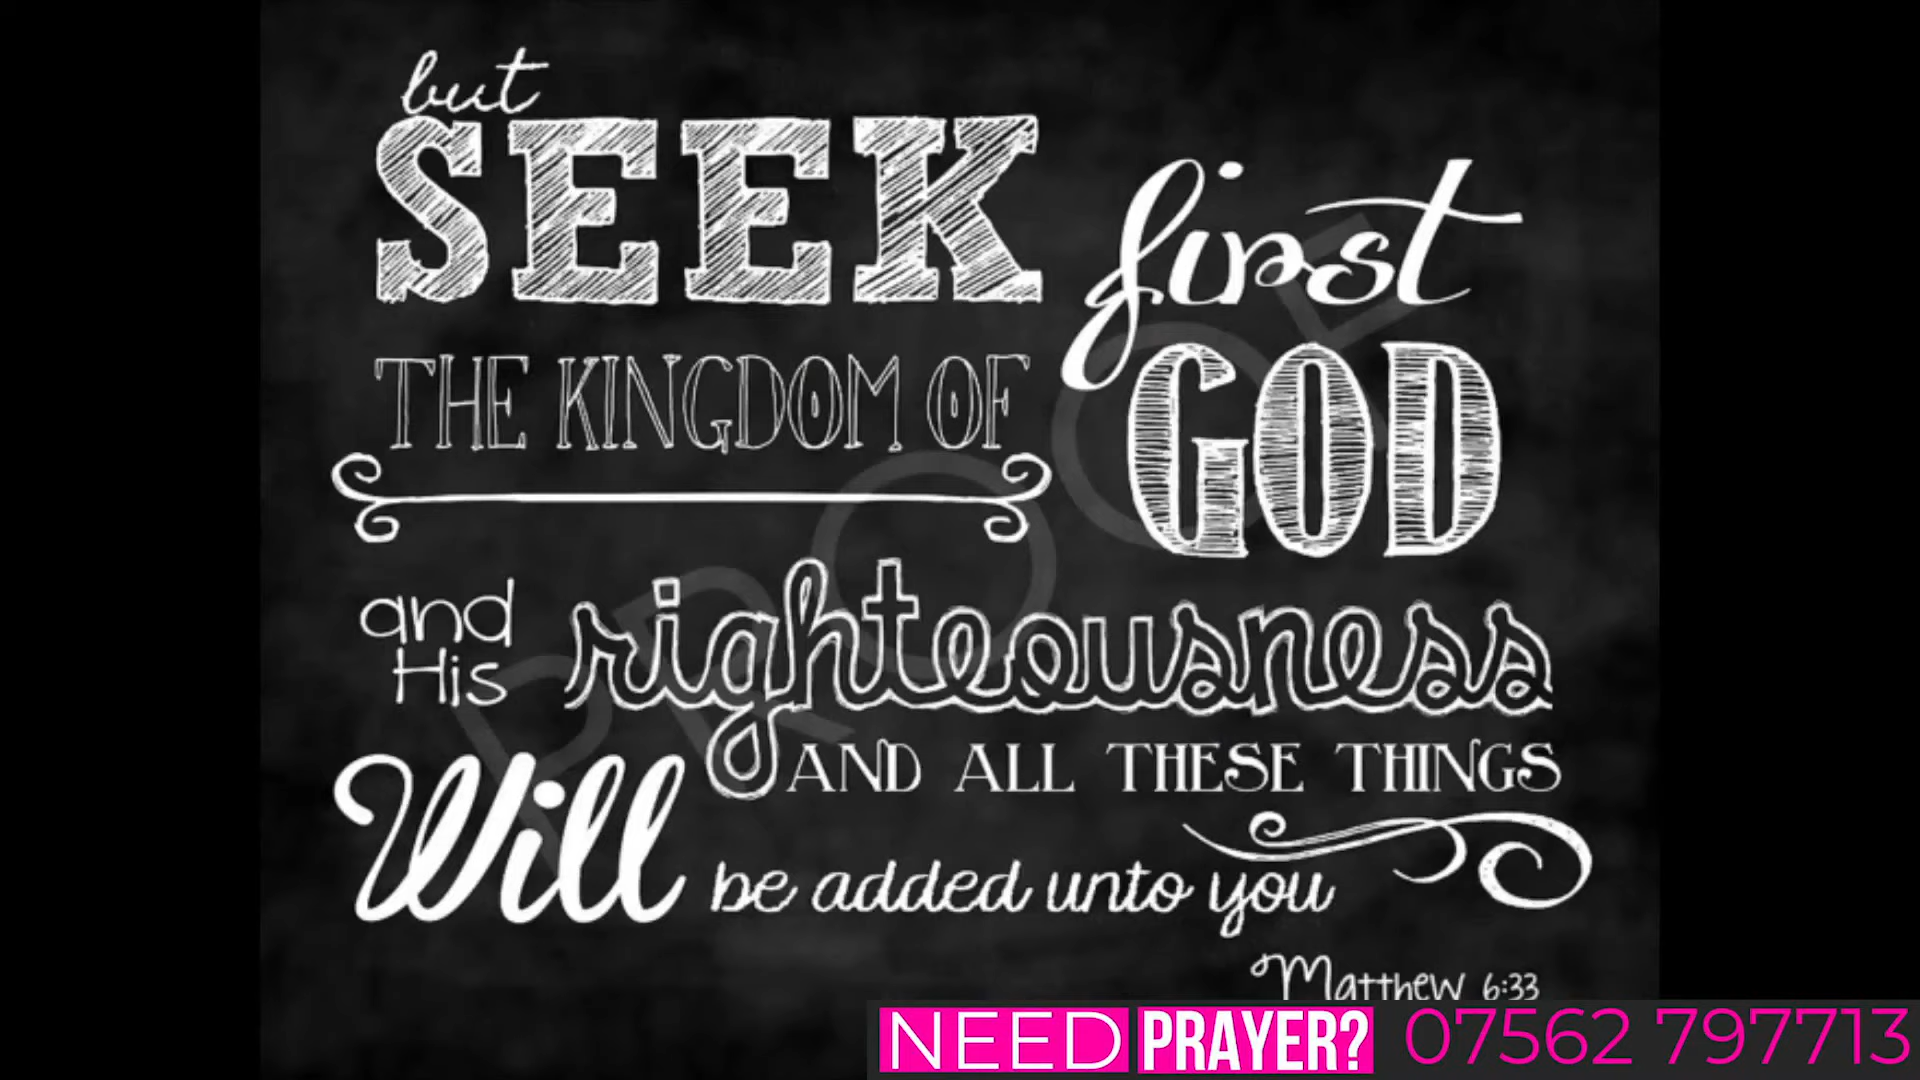 but
SEEK first
THE KINGDOM OF GOD
and His righteousness
AND ALL THESE THINGS
Will be added unto you
Matthew 6:33
PROOF
NEED PRAYER? 07562 797713